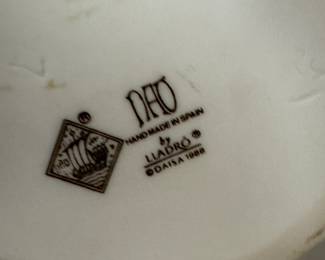 NAO
HAND MADE IN SPAIN
by
LLADRÓ ®
© DAISA 1988
®